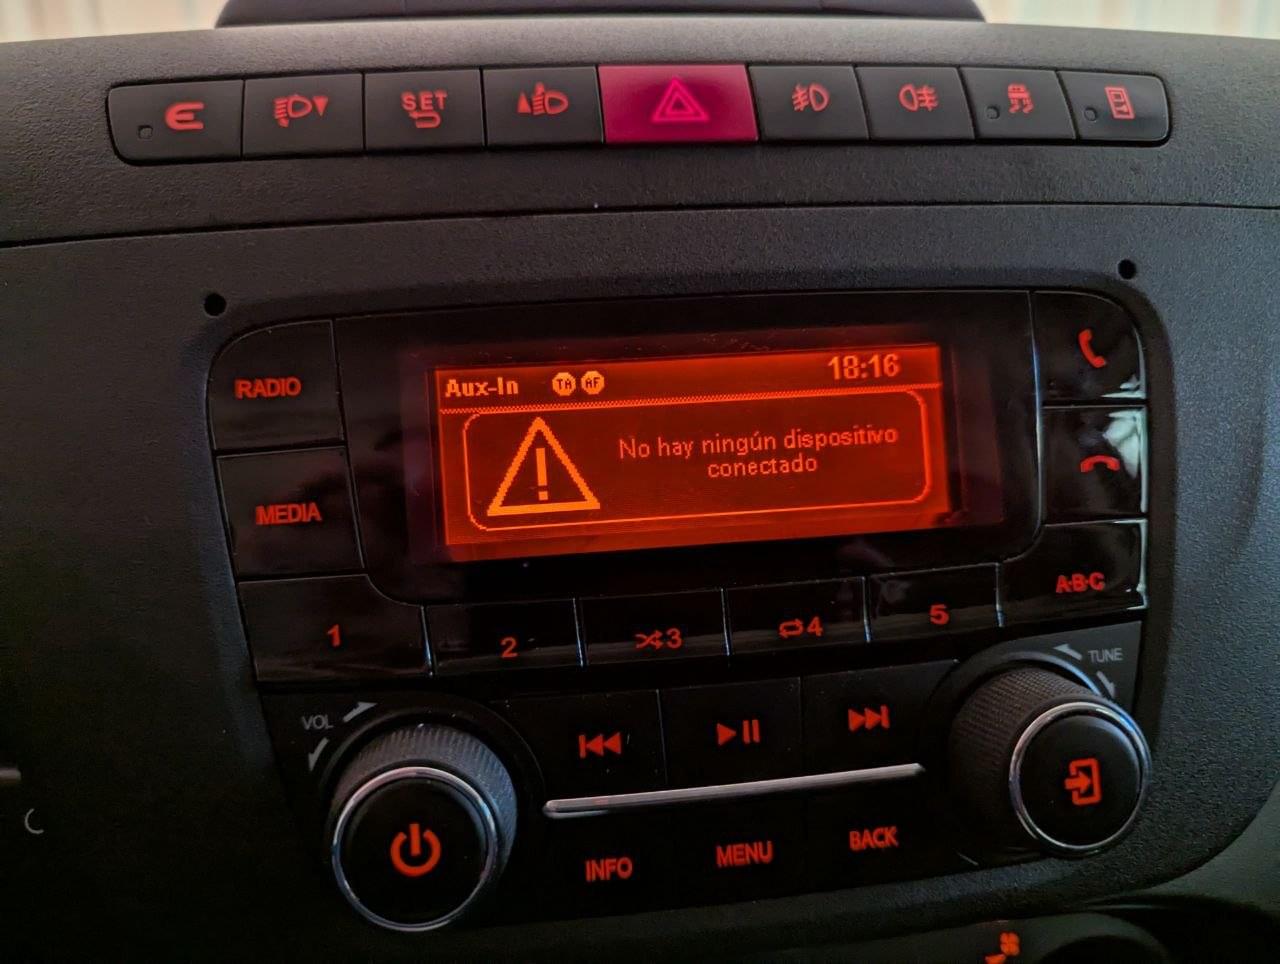 SET
RADIO
Aux-In TA AF 18:16
No hay ningún dispositivo
conectado
MEDIA
A·B·C
1
2
3
4
5
TUNE
VOL
INFO
MENU
BACK